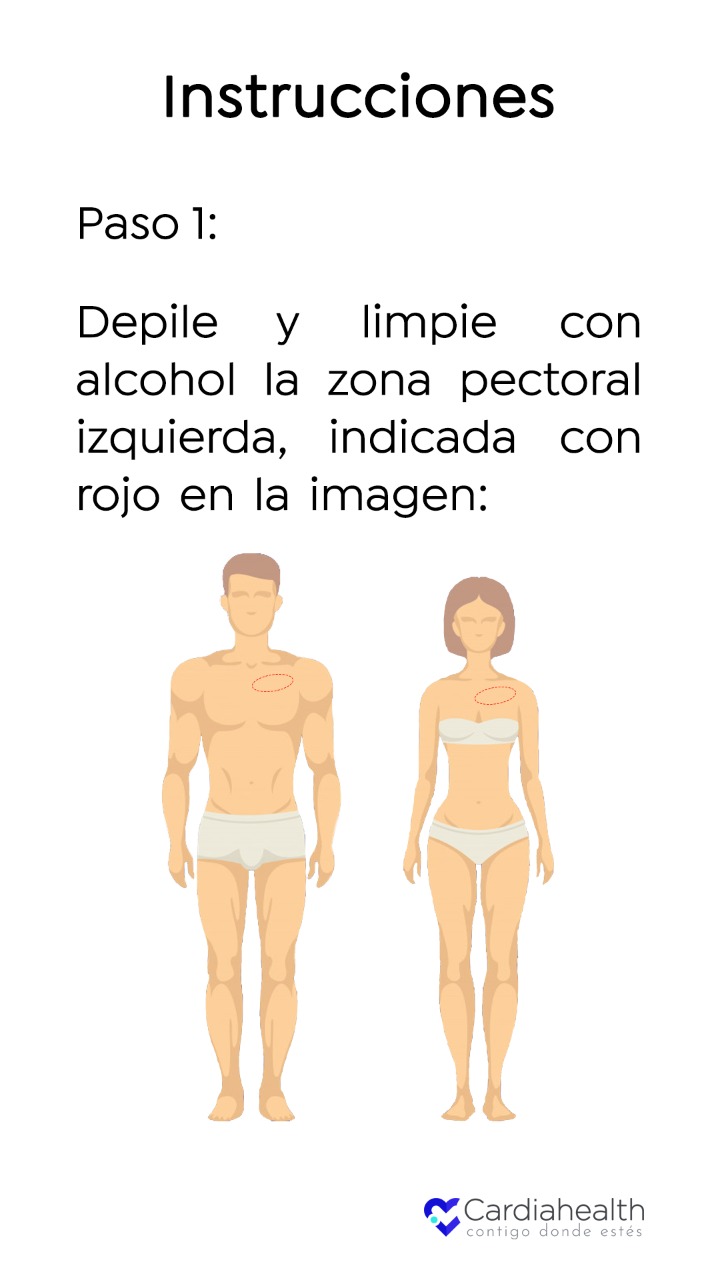 Instrucciones
Paso 1:
Depile y limpie con
alcohol la zona pectoral
izquierda, indicada con
rojo en la imagen:
Cardiahealth
contigo donde estés